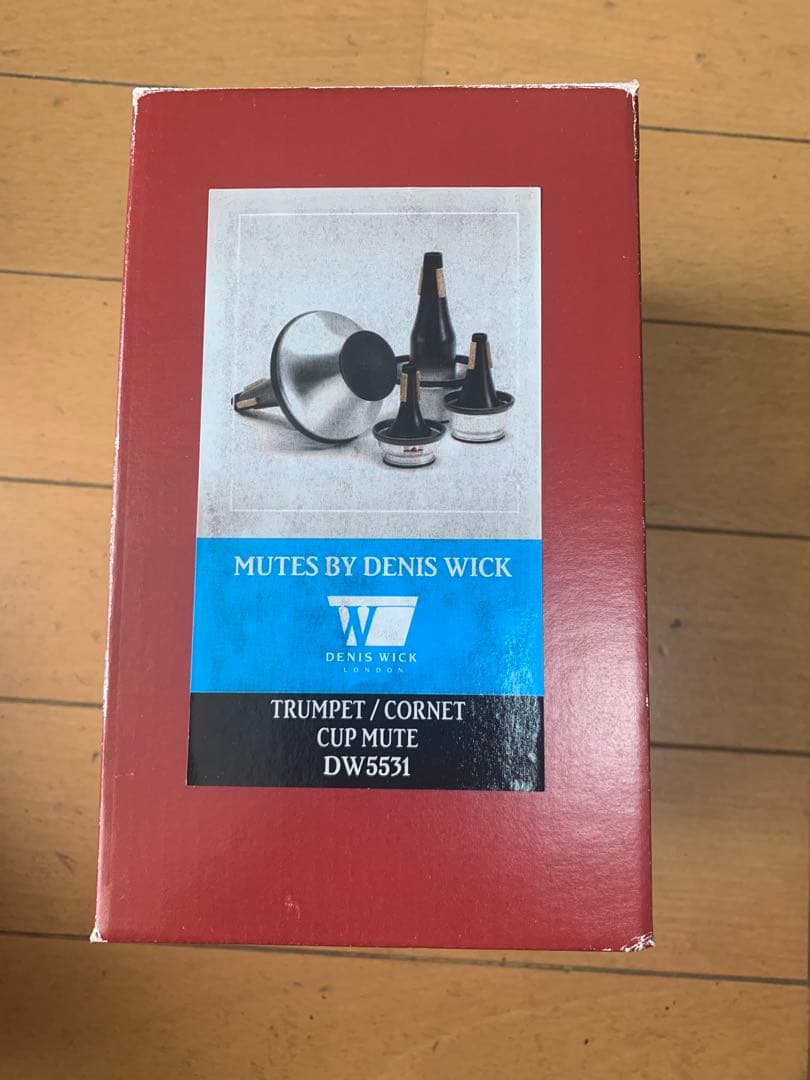 MUTES BY DENIS WICK
W
DENIS WICK
LONDON
TRUMPET / CORNET
CUP MUTE
DW5531